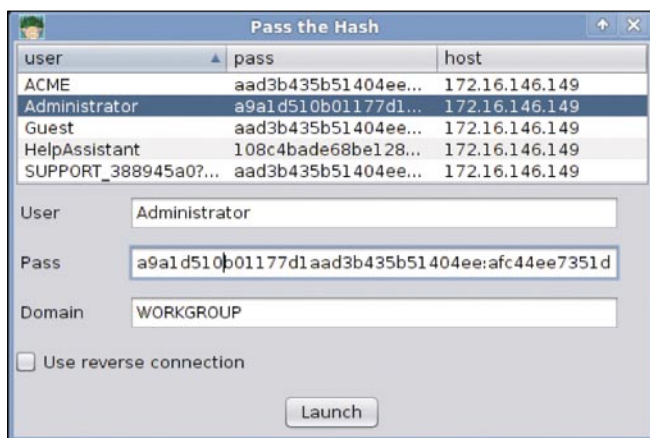 Pass the Hash
user pass host
ACME aad3b435b51404ee... 172.16.146.149
Administrator a9a1d510b01177d1... 172.16.146.149
Guest aad3b435b51404ee... 172.16.146.149
HelpAssistant 108c4bade68be128... 172.16.146.149
SUPPORT_388945a0?... aad3b435b51404ee... 172.16.146.149
User Administrator
Pass a9a1d510b01177d1aad3b435b51404ee:afc44ee7351d
Domain WORKGROUP
Use reverse connection
Launch